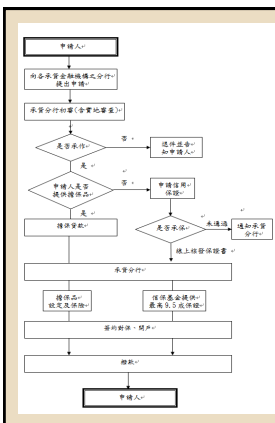 申請人
向各承貸金融機構之分行
提出申請
承貸分行初審(含實地審查)
否，
是否承作
退件並告
知申請人
是
申請人是否
提供擔保品
否，
申請信用
保證
是
擔保貸款
是否承保
未通過
通知承貸
分行
線上核發保證書
承貸分行
擔保品
設定及保險
信保基金提供
最高9.5成保證
簽約對保、開戶
撥款
申請人